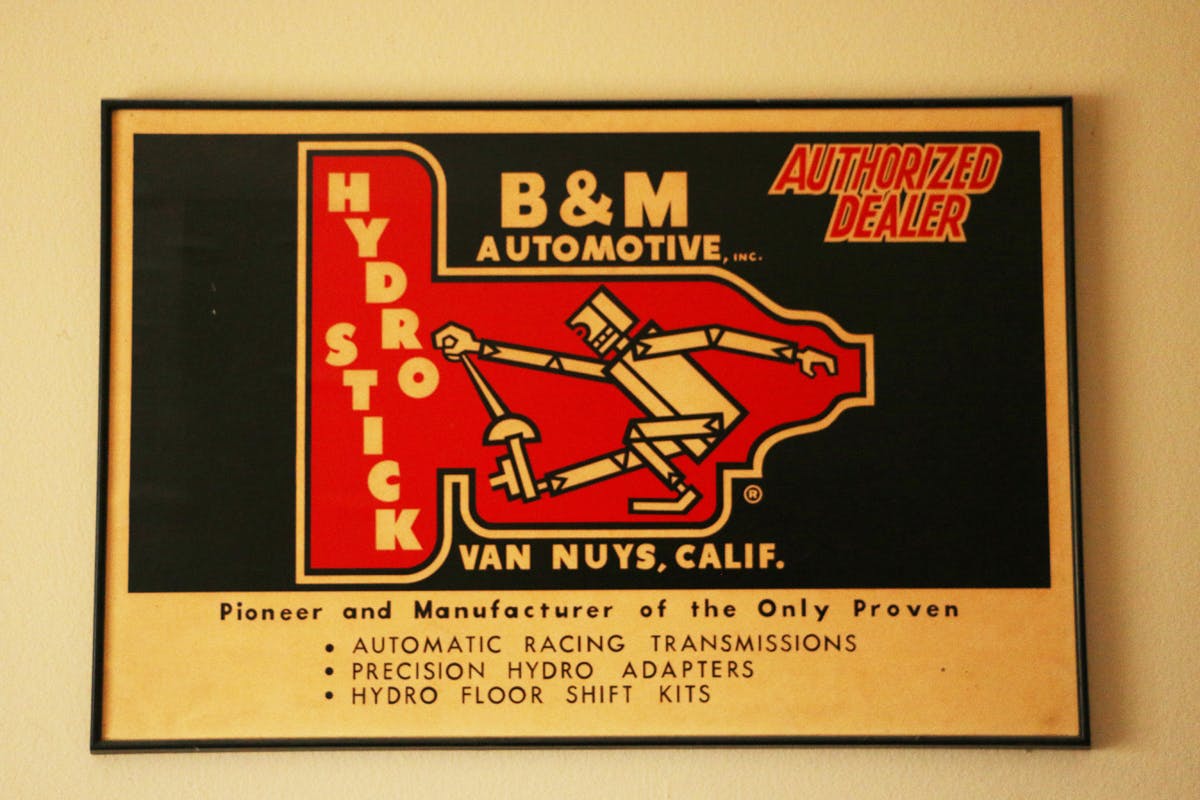 HYDRO
STICK
B&M
AUTOMOTIVE, INC.
AUTHORIZED
DEALER
®
VAN NUYS, CALIF.
Pioneer and Manufacturer of the Only Proven
• AUTOMATIC RACING TRANSMISSIONS
• PRECISION HYDRO ADAPTERS
• HYDRO FLOOR SHIFT KITS